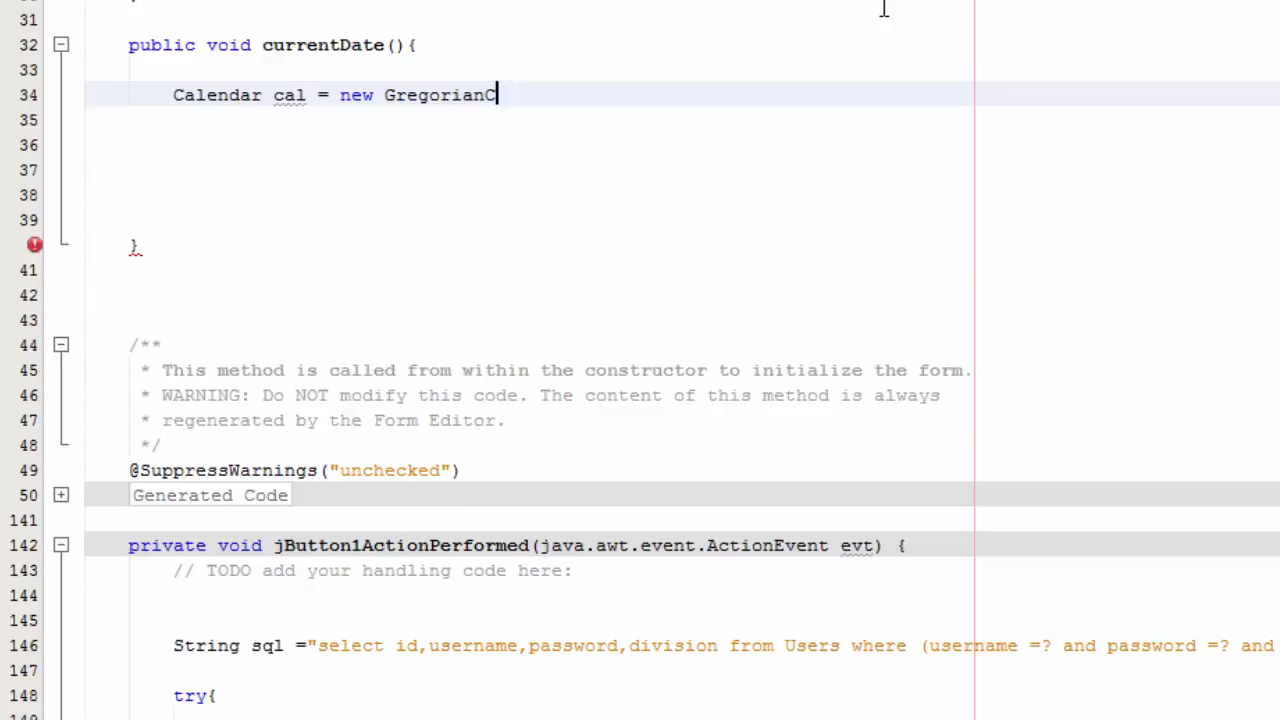 31
32 public void currentDate(){
33
34 Calendar cal = new GregorianC
35
36
37
38
39
}
41
42
43
44 /**
45 * This method is called from within the constructor to initialize the form.
46 * WARNING: Do NOT modify this code. The content of this method is always
47 * regenerated by the Form Editor.
48 */
49 @SuppressWarnings("unchecked")
50 Generated Code
141
142 private void jButton1ActionPerformed(java.awt.event.ActionEvent evt) {
143 // TODO add your handling code here:
144
145
146 String sql ="select id,username,password,division from Users where (username =? and password =? and
147
148 try{